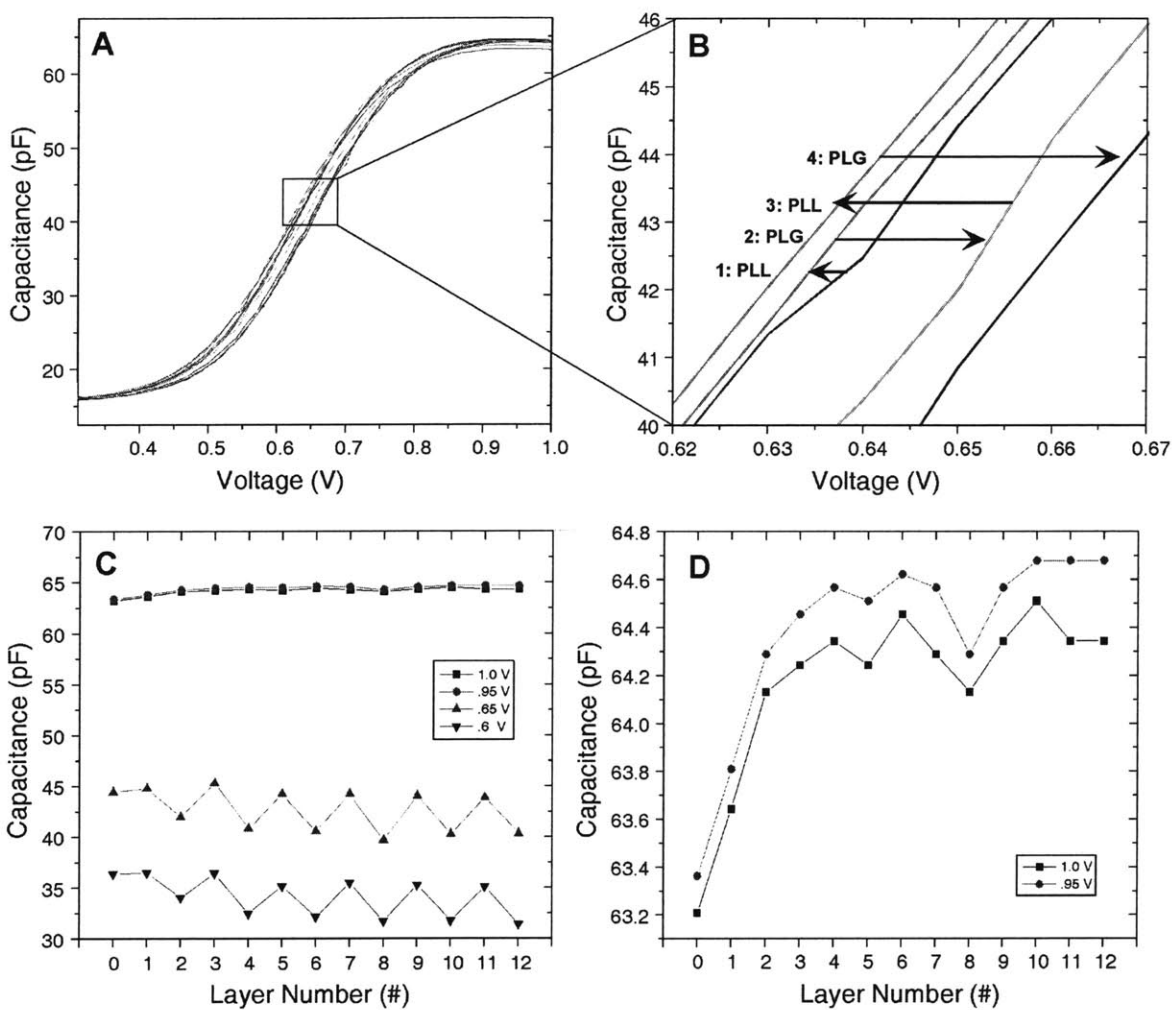 A
Capacitance (pF)
60
50
40
30
20
0.4 0.5 0.6 0.7 0.8 0.9 1.0
Voltage (V)
B
Capacitance (pF)
46
45
44
43
42
41
40
4: PLG
3: PLL
2: PLG
1: PLL
0.62 0.63 0.64 0.65 0.66 0.67
Voltage (V)
C
Capacitance (pF)
70
65
60
55
50
45
40
35
30
1.0 V
.95 V
.65 V
.6 V
0 1 2 3 4 5 6 7 8 9 10 11 12
Layer Number (#)
D
Capacitance (pF)
64.8
64.6
64.4
64.2
64.0
63.8
63.6
63.4
63.2
1.0 V
.95 V
0 1 2 3 4 5 6 7 8 9 10 11 12
Layer Number (#)